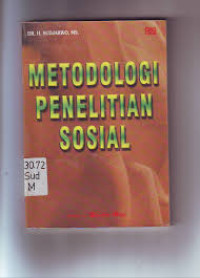 METODOLOGI
PENELITIAN
SOSIAL
30.72
Sud
M